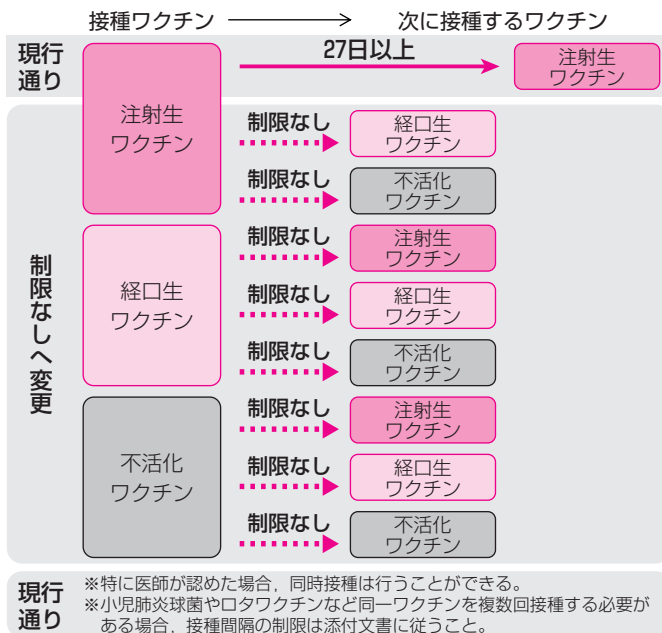 接種ワクチン
次に接種するワクチン
現行
通り
27日以上
注射生
ワクチン
注射生
ワクチン
制限なしへ変更
制限なし
経口生
ワクチン
制限なし
不活化
ワクチン
経口生
ワクチン
制限なし
注射生
ワクチン
制限なし
経口生
ワクチン
制限なし
不活化
ワクチン
不活化
ワクチン
制限なし
注射生
ワクチン
制限なし
経口生
ワクチン
制限なし
不活化
ワクチン
現行
通り
※特に医師が認めた場合，同時接種は行うことができる。
※小児肺炎球菌やロタワクチンなど同一ワクチンを複数回接種する必要が
ある場合，接種間隔の制限は添付文書に従うこと。